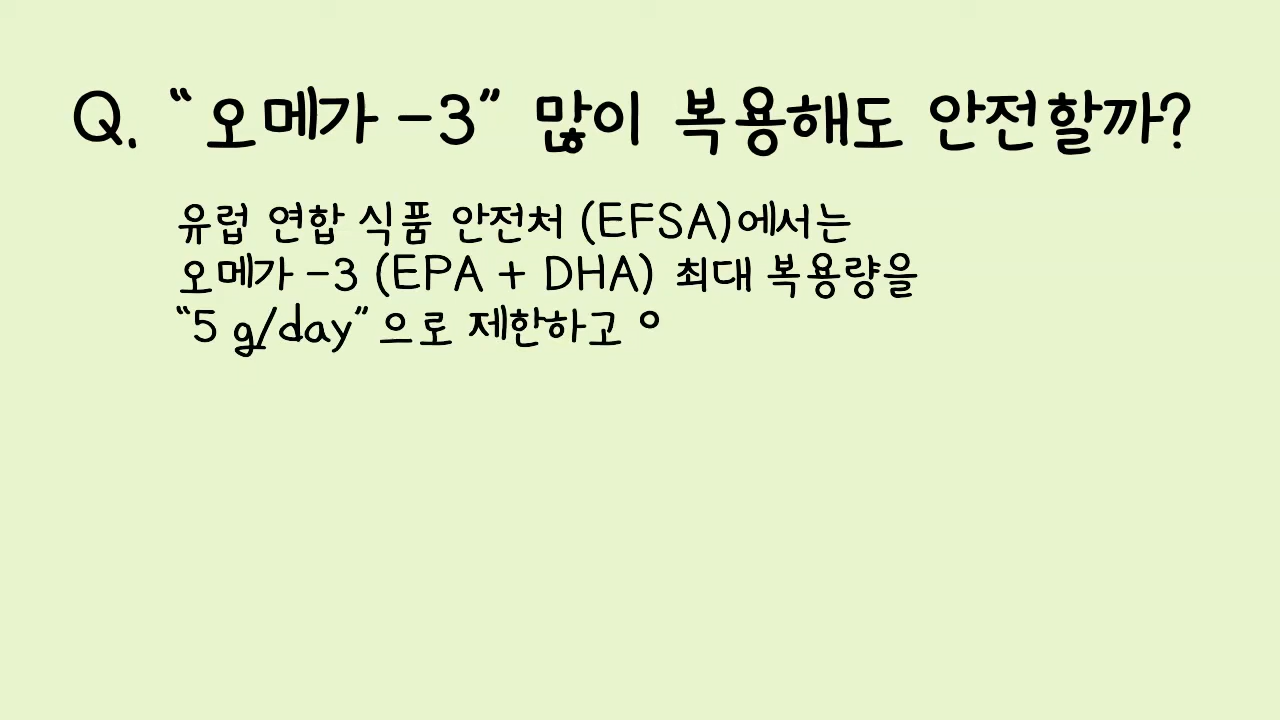 Q. “오메가-3” 많이 복용해도 안전할까?
유럽 연합 식품 안전처 (EFSA)에서는
오메가-3 (EPA + DHA) 최대 복용량을
“5 g/day”으로 제한하고 ㅇ